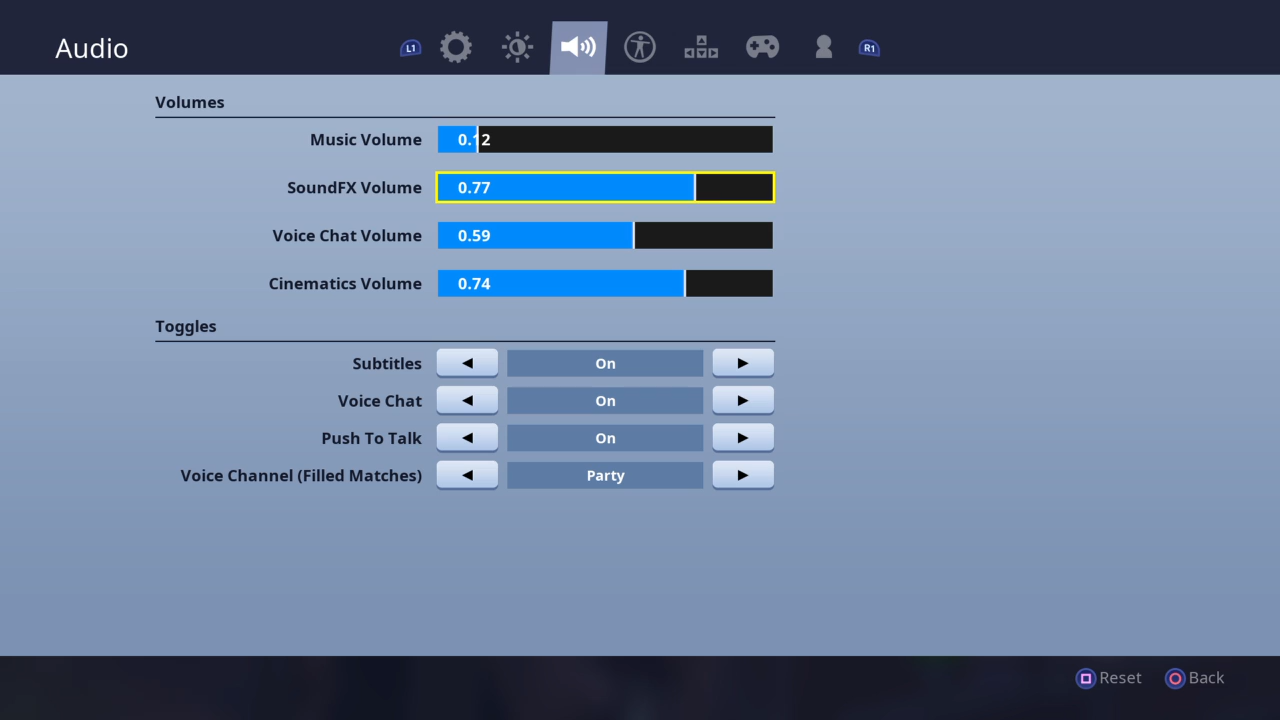 Audio
L1
R1
Volumes
Music Volume 0.12
SoundFX Volume 0.77
Voice Chat Volume 0.59
Cinematics Volume 0.74
Toggles
Subtitles On
Voice Chat On
Push To Talk On
Voice Channel (Filled Matches) Party
Reset Back